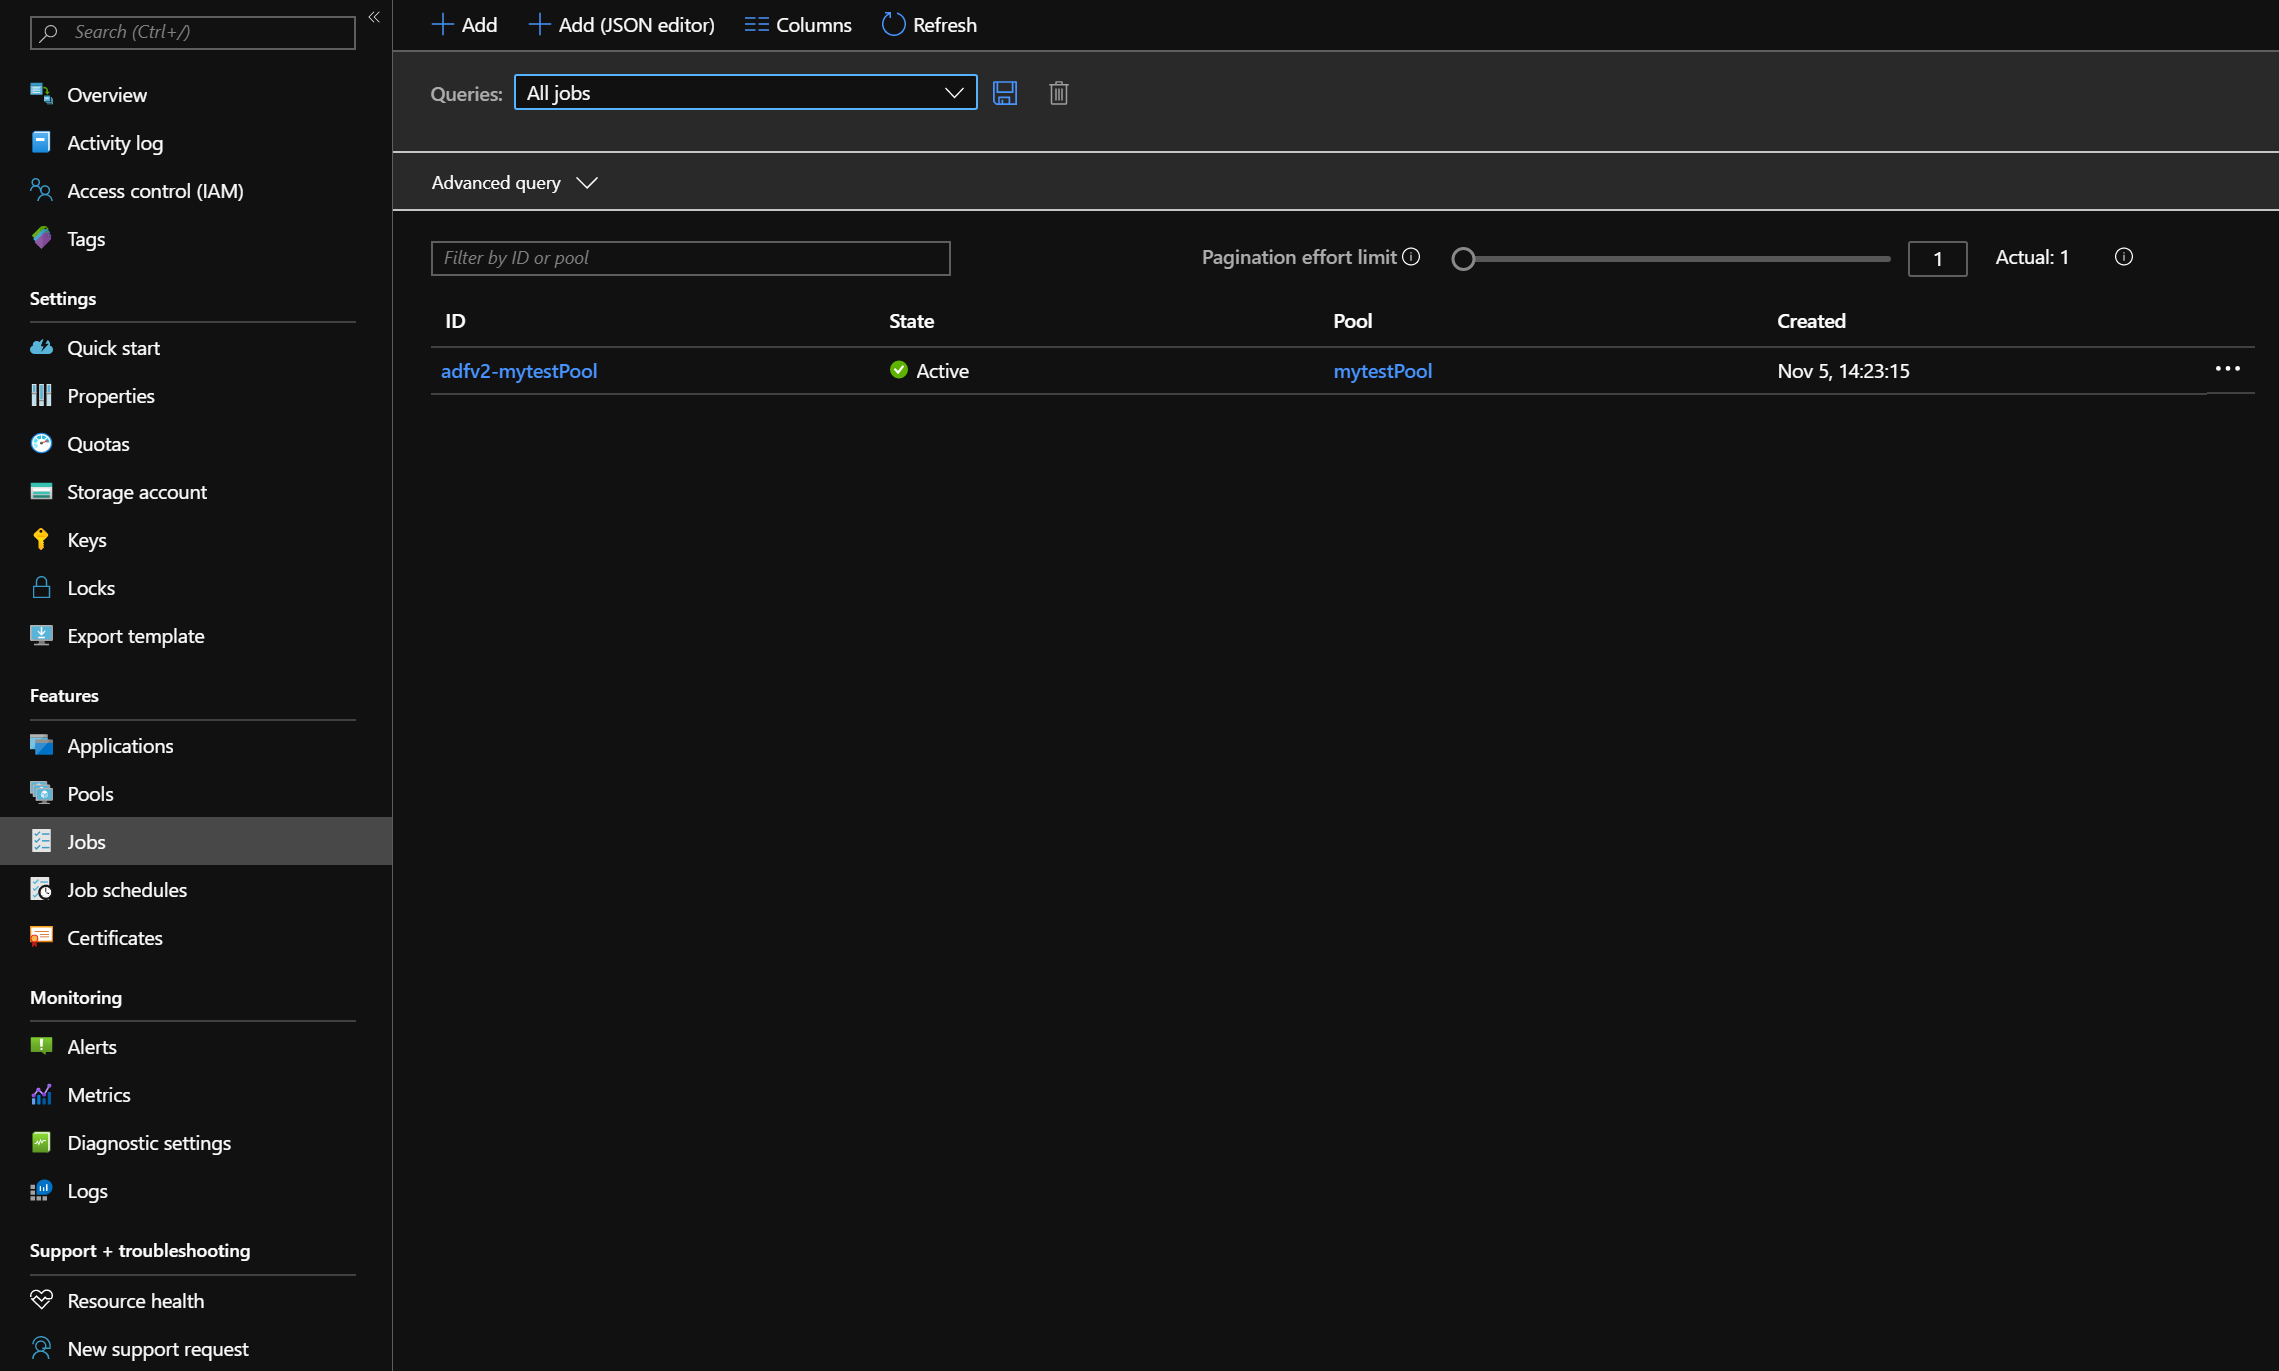 Search (Ctrl+/)
Overview
Activity log
Access control (IAM)
Tags
Settings
Quick start
Properties
Quotas
Storage account
Keys
Locks
Export template
Features
Applications
Pools
Jobs
Job schedules
Certificates
Monitoring
Alerts
Metrics
Diagnostic settings
Logs
Support + troubleshooting
Resource health
New support request
Add Add (JSON editor) Columns Refresh
Queries: All jobs
Advanced query
Filter by ID or pool Pagination effort limit 1 Actual: 1
ID State Pool Created
adfv2-mytestPool Active mytestPool Nov 5, 14:23:15